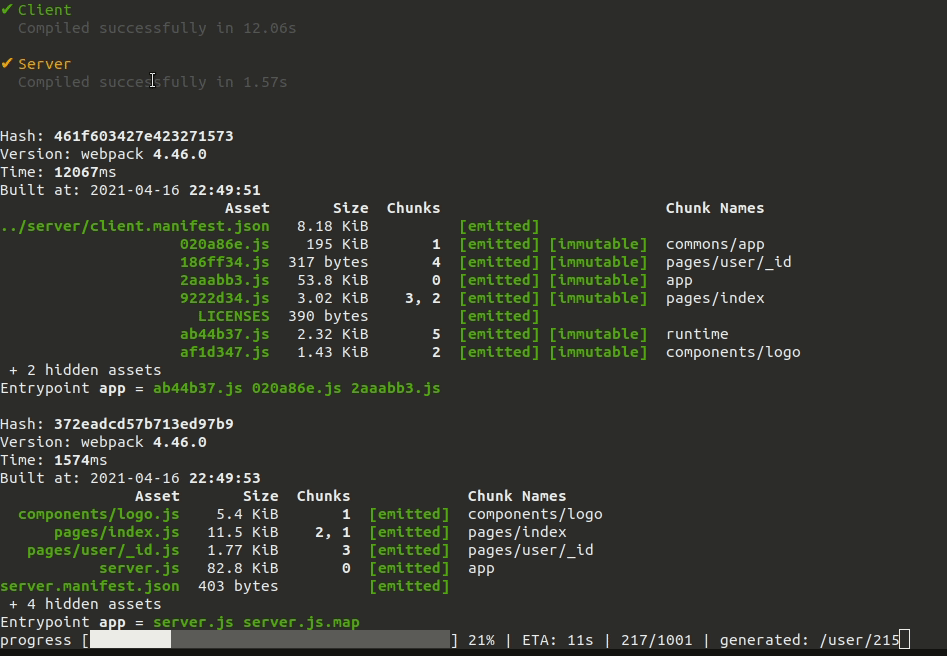 ✔ Client
Compiled successfully in 12.06s
✔ Server
Compiled successfully in 1.57s
Hash: 461f603427e423271573
Version: webpack 4.46.0
Time: 12067ms
Built at: 2021-04-16 22:49:51
Asset Size Chunks Chunk Names
../server/client.manifest.json 8.18 KiB [emitted]
020a86e.js 195 KiB 1 [emitted] [immutable] commons/app
186ff34.js 317 bytes 4 [emitted] [immutable] pages/user/_id
2aaabb3.js 53.8 KiB 0 [emitted] [immutable] app
9222d34.js 3.02 KiB 3, 2 [emitted] [immutable] pages/index
LICENSES 390 bytes [emitted]
ab44b37.js 2.32 KiB 5 [emitted] [immutable] runtime
af1d347.js 1.43 KiB 2 [emitted] [immutable] components/logo
+ 2 hidden assets
Entrypoint app = ab44b37.js 020a86e.js 2aaabb3.js
Hash: 372eadcd57b713ed97b9
Version: webpack 4.46.0
Time: 1574ms
Built at: 2021-04-16 22:49:53
Asset Size Chunks Chunk Names
components/logo.js 5.4 KiB 1 [emitted] components/logo
pages/index.js 11.5 KiB 2, 1 [emitted] pages/index
pages/user/_id.js 1.77 KiB 3 [emitted] pages/user/_id
server.js 82.8 KiB 0 [emitted] app
server.manifest.json 403 bytes [emitted]
+ 4 hidden assets
Entrypoint app = server.js server.js.map
progress [ ] 21% | ETA: 11s | 217/1001 | generated: /user/215